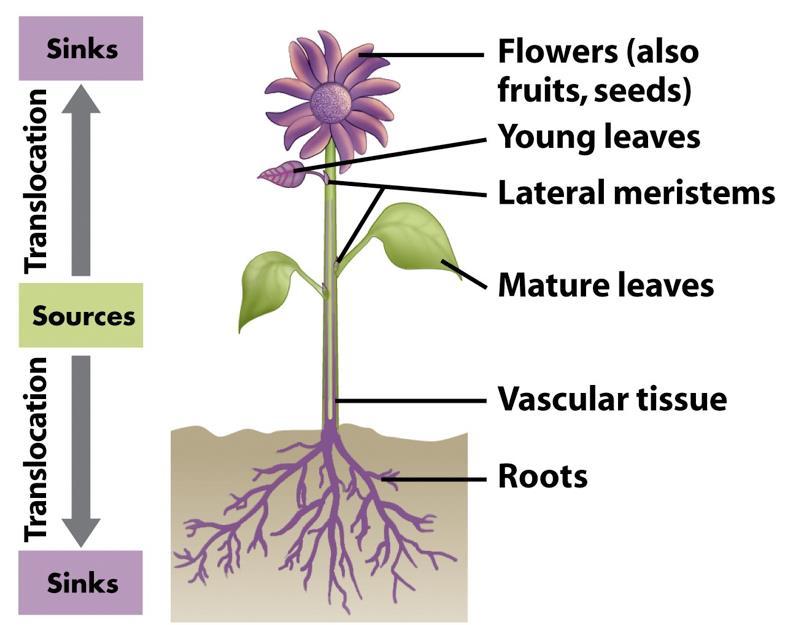 Sinks
Translocation
Sources
Translocation
Sinks
Flowers (also
fruits, seeds)
Young leaves
Lateral meristems
Mature leaves
Vascular tissue
Roots